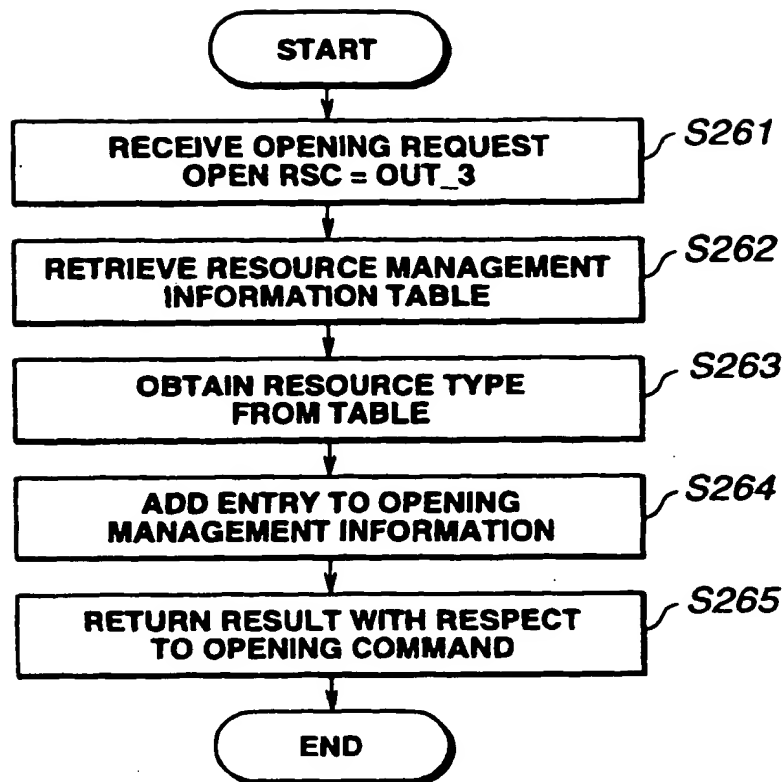 START
RECEIVE OPENING REQUEST
OPEN RSC = OUT_3
S261
RETRIEVE RESOURCE MANAGEMENT
INFORMATION TABLE
S262
OBTAIN RESOURCE TYPE
FROM TABLE
S263
ADD ENTRY TO OPENING
MANAGEMENT INFORMATION
S264
RETURN RESULT WITH RESPECT
TO OPENING COMMAND
S265
END